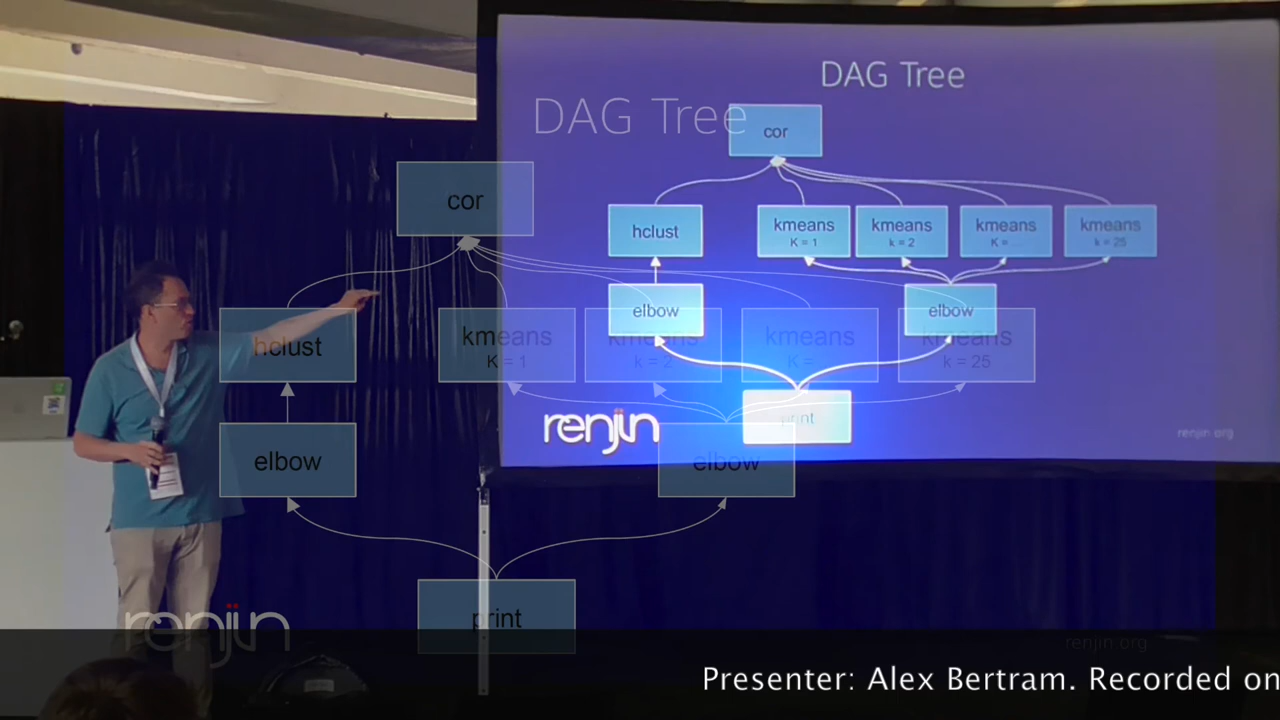 DAG Tree
cor
hclust
kmeans
K = 1
kmeans
k = 2
kmeans
K = ...
kmeans
k = 25
elbow
elbow
print
renjin
renjin.org
DAG Tree
cor
hclust
kmeans
K = 1
kmeans
k = 2
kmeans
K =
kmeans
k = 25
elbow
elbow
print
renjin
renjin.org
Presenter: Alex Bertram. Recorded on